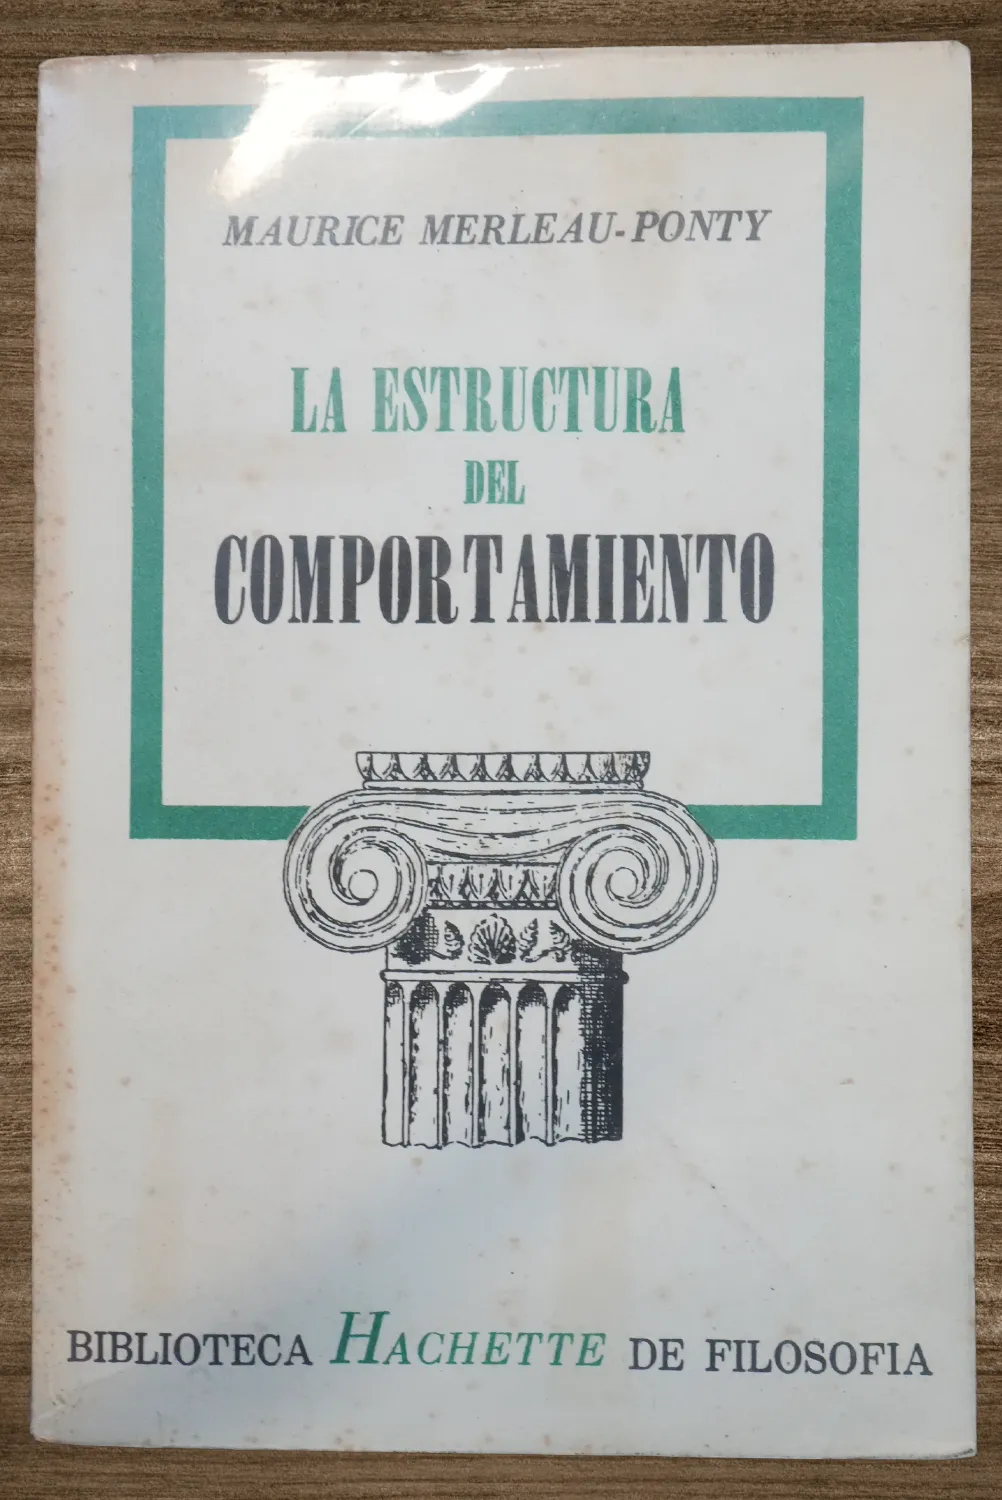 MAURICE MERLEAU-PONTY
LA ESTRUCTURA
DEL
COMPORTAMIENTO
BIBLIOTECA HACHETTE DE FILOSOFIA